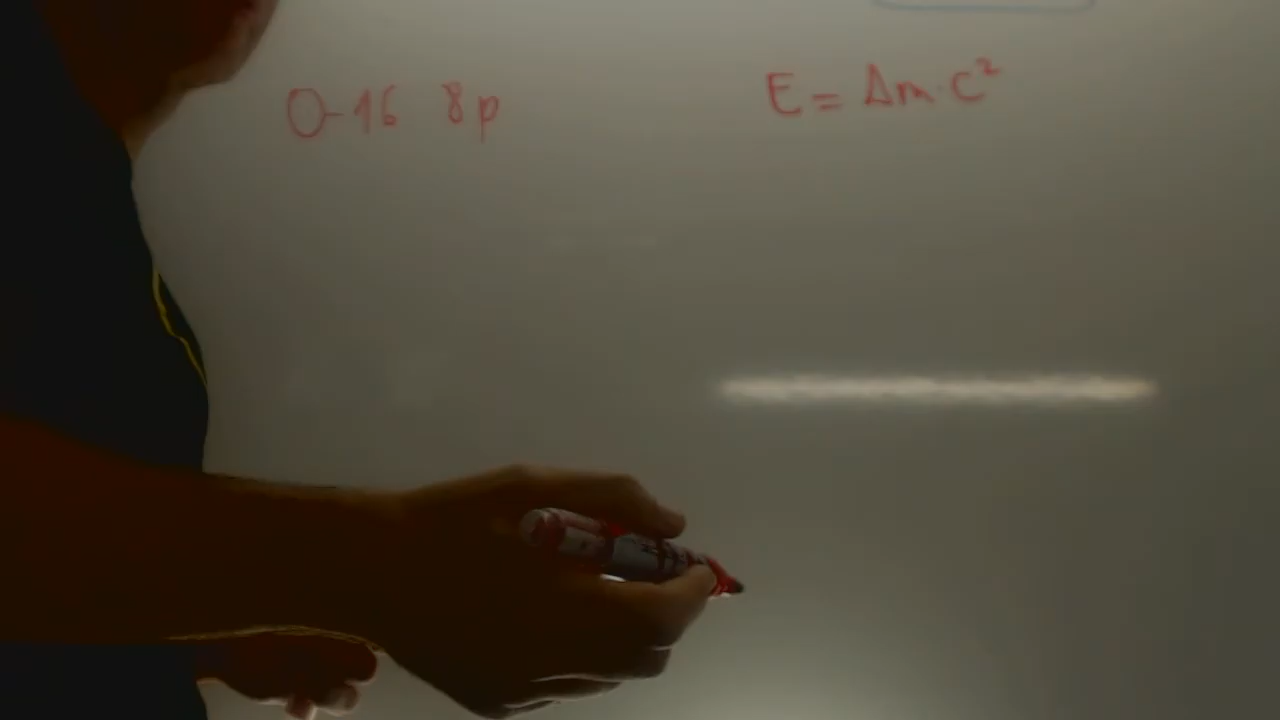 O-16 8p
E = Δm·c²